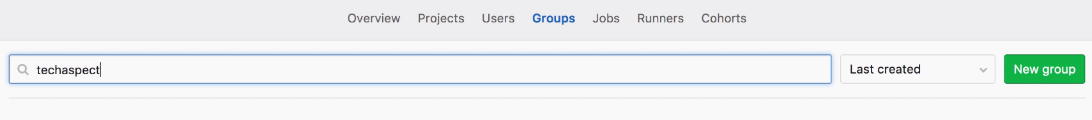 Overview Projects Users Groups Jobs Runners Cohorts
techaspect Last created New group